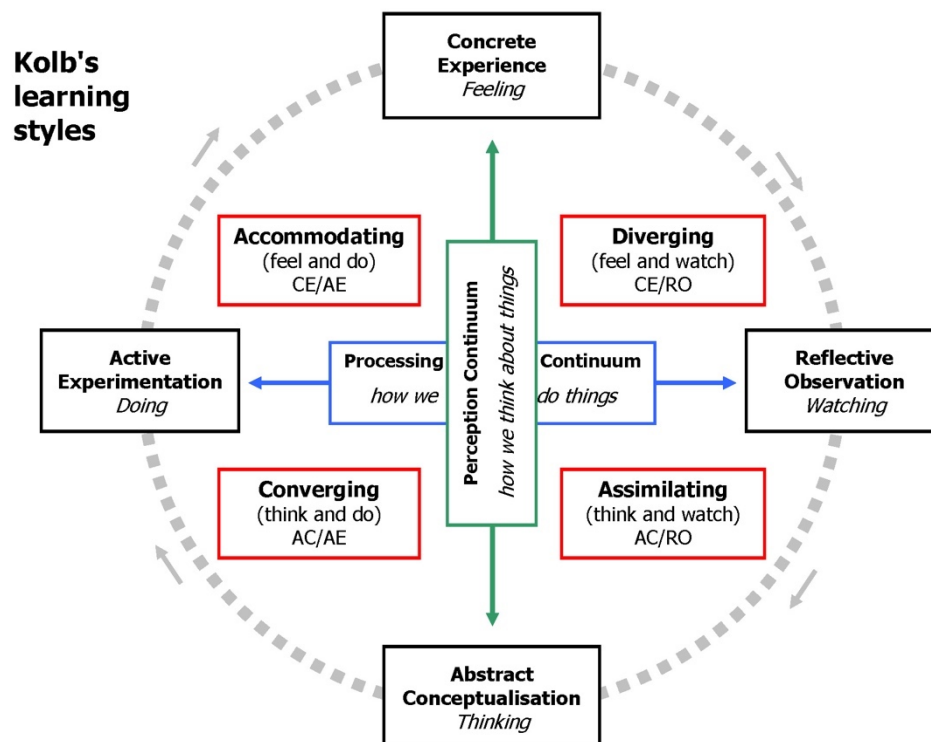 Kolb's
learning
styles
Concrete
Experience
Feeling
Accommodating
(feel and do)
CE/AE
Diverging
(feel and watch)
CE/RO
Active
Experimentation
Doing
Processing
how we
Perception Continuum
how we think about things
Continuum
do things
Reflective
Observation
Watching
Converging
(think and do)
AC/AE
Assimilating
(think and watch)
AC/RO
Abstract
Conceptualisation
Thinking